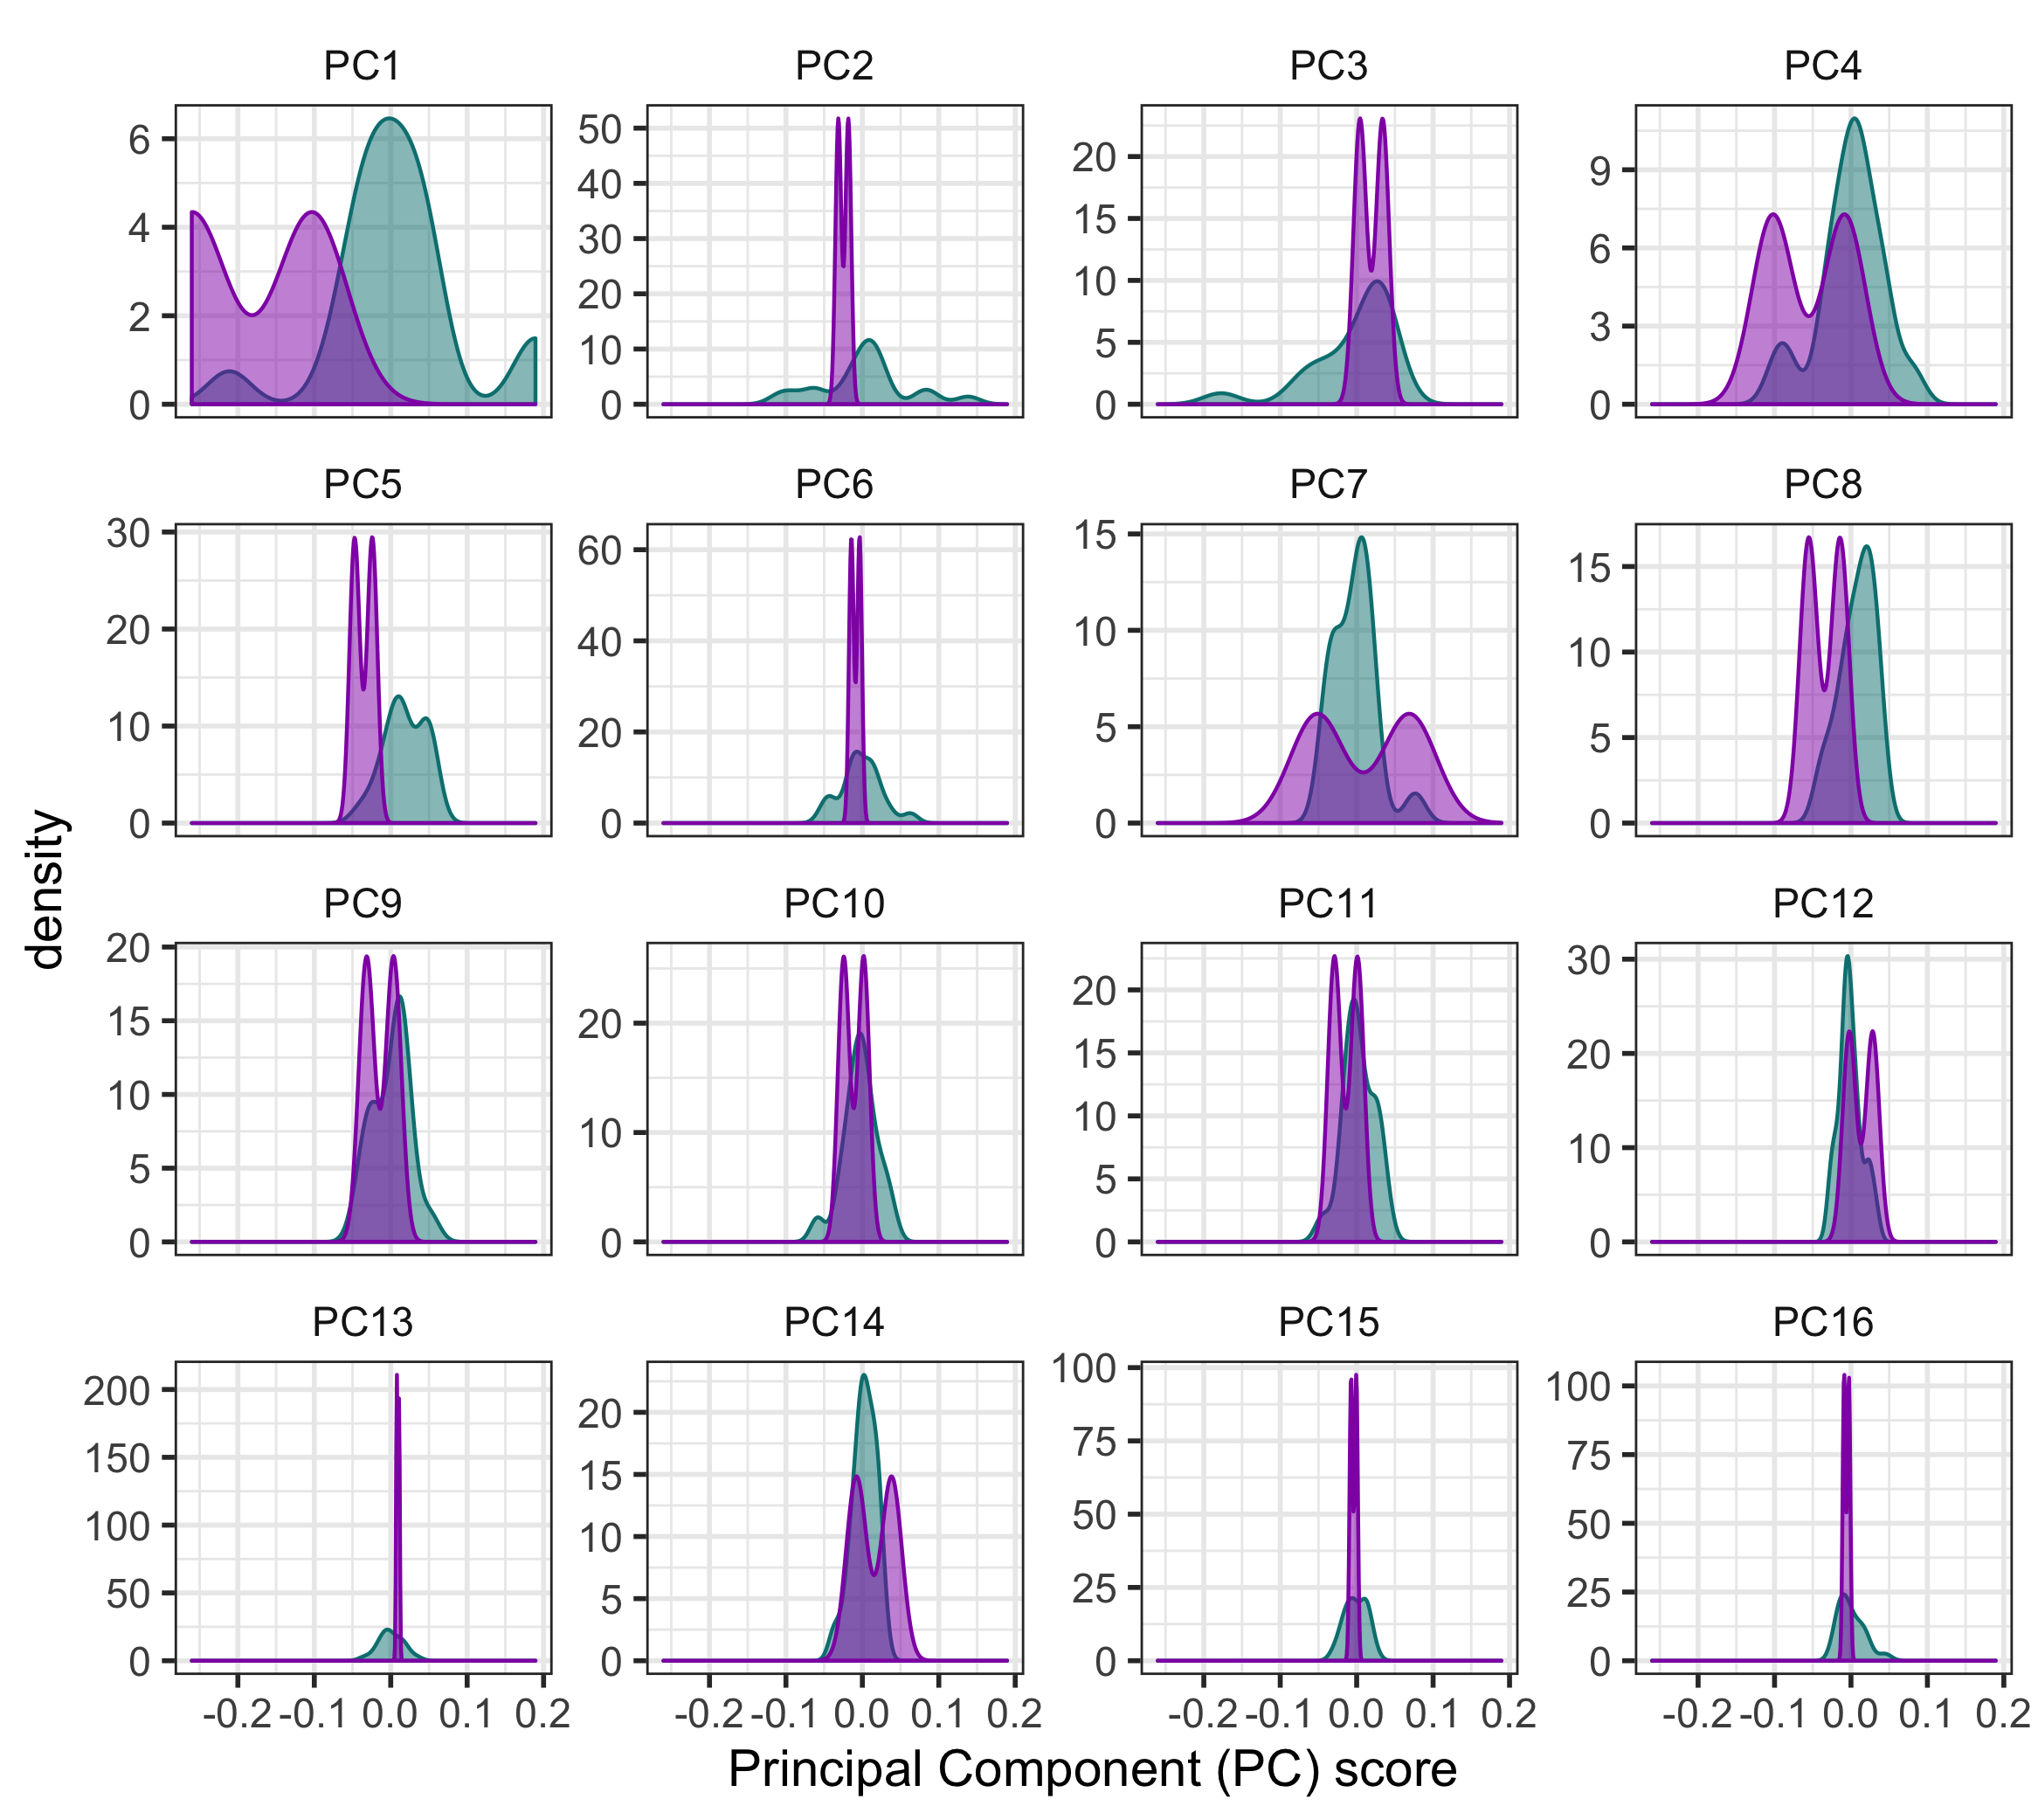 PC1 PC2 PC3 PC4
6 4 2 0
50 40 30 20 10 0
20 15 10 5 0
9 6 3 0
PC5 PC6 PC7 PC8
30 20 10 0
60 40 20 0
15 10 5 0
15 10 5 0
density
PC9 PC10 PC11 PC12
20 15 10 5 0
20 10 0
20 15 10 5 0
30 20 10 0
PC13 PC14 PC15 PC16
200 150 100 50 0
20 15 10 5 0
100 75 50 25 0
100 75 50 25 0
-0.2 -0.1 0.0 0.1 0.2 -0.2 -0.1 0.0 0.1 0.2 -0.2 -0.1 0.0 0.1 0.2 -0.2 -0.1 0.0 0.1 0.2
Principal Component (PC) score